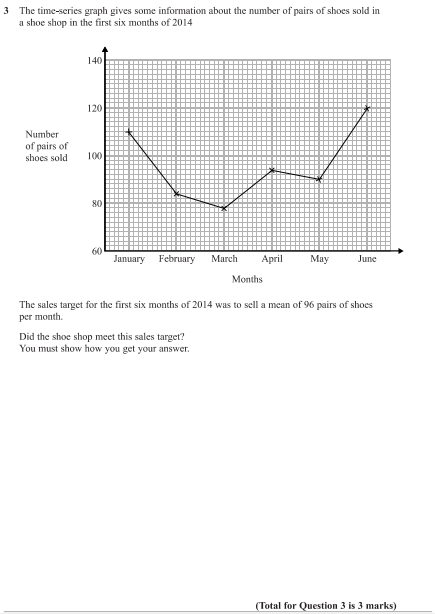 3 The time-series graph gives some information about the number of pairs of shoes sold in
a shoe shop in the first six months of 2014
140
120
Number
of pairs of
shoes sold
100
80
60
January February March April May June
Months
The sales target for the first six months of 2014 was to sell a mean of 96 pairs of shoes
per month.
Did the shoe shop meet this sales target?
You must show how you get your answer.
(Total for Question 3 is 3 marks)